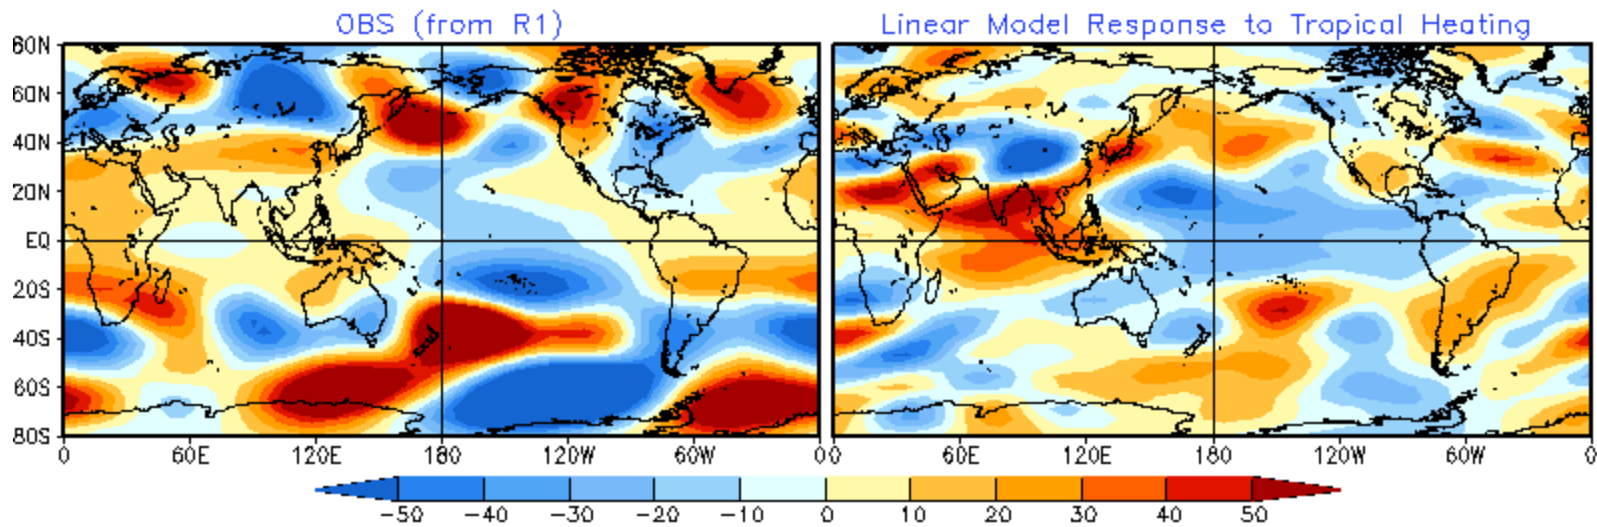 OBS (from R1)
Linear Model Response to Tropical Heating
80N
60N
40N
20N
EQ
20S
40S
60S
80S
0 60E 120E 180 120W 60W 0
0 60E 120E 180 120W 60W 0
-50 -40 -30 -20 -10 0 10 20 30 40 50